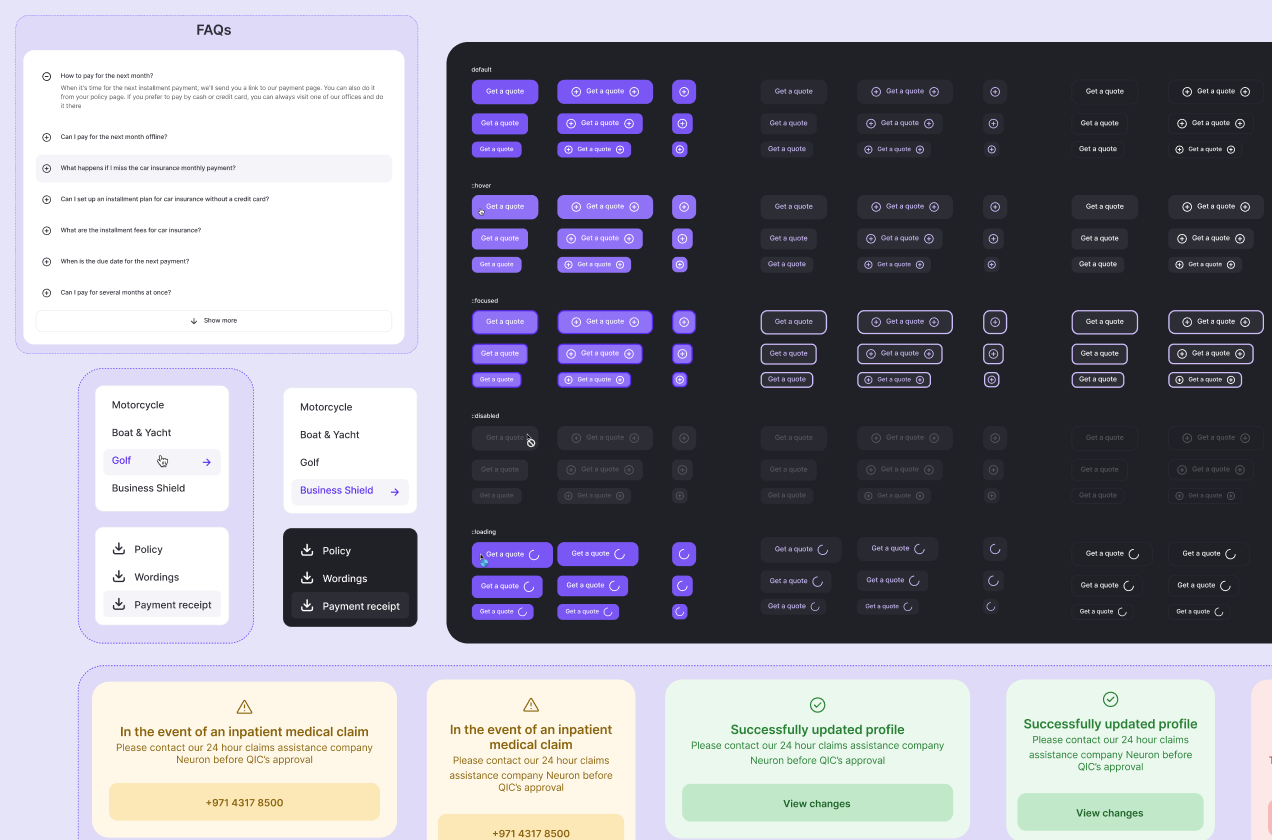 FAQs
How to pay for the next month?
When it's time for the next installment payment, we'll send you a link to our payment page. You can also do it
from your policy page. If you prefer to pay by cash or credit card, you can always visit one of our offices and do
it there
Can I pay for the next month offline?
What happens if I miss the car insurance monthly payment?
Can I set up an installment plan for car insurance without a credit card?
What are the installment fees for car insurance?
When is the due date for the next payment?
Can I pay for several months at once?
Show more
Motorcycle
Boat & Yacht
Golf
Business Shield
Policy
Wordings
Payment receipt
Motorcycle
Boat & Yacht
Golf
Business Shield
Policy
Wordings
Payment receipt
default
Get a quote Get a quote Get a quote Get a quote Get a quote Get a quote
Get a quote Get a quote Get a quote Get a quote Get a quote Get a quote
Get a quote Get a quote Get a quote Get a quote Get a quote Get a quote
::hover
Get a quote Get a quote Get a quote Get a quote Get a quote Get a quote
Get a quote Get a quote Get a quote Get a quote Get a quote Get a quote
Get a quote Get a quote Get a quote Get a quote Get a quote Get a quote
::focused
Get a quote Get a quote Get a quote Get a quote Get a quote Get a quote
Get a quote Get a quote Get a quote Get a quote Get a quote Get a quote
Get a quote Get a quote Get a quote Get a quote Get a quote Get a quote
::disabled
Get a quote Get a quote Get a quote Get a quote Get a quote Get a quote
Get a quote Get a quote Get a quote Get a quote Get a quote Get a quote
Get a quote Get a quote Get a quote Get a quote Get a quote Get a quote
::loading
Get a quote Get a quote Get a quote Get a quote Get a quote Get a quote
Get a quote Get a quote Get a quote Get a quote Get a quote Get a quote
Get a quote Get a quote Get a quote Get a quote Get a quote Get a quote
In the event of an inpatient medical claim
Please contact our 24 hour claims assistance company
Neuron before QIC's approval
+971 4317 8500
In the event of an inpatient
medical claim
Please contact our 24 hour claims
assistance company Neuron before
QIC's approval
+971 4317 8500
Successfully updated profile
Please contact our 24 hour claims assistance company
Neuron before QIC's approval
View changes
Successfully updated profile
Please contact our 24 hour claims
assistance company Neuron before
QIC's approval
View changes